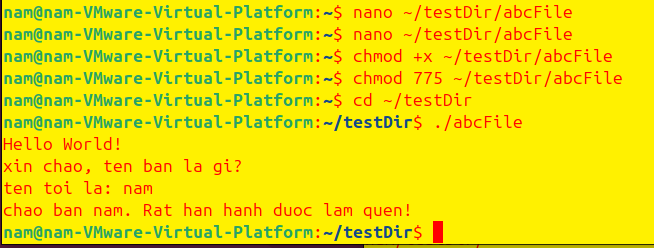 nam@nam-VMware-Virtual-Platform:~$ nano ~/testDir/abcFile
nam@nam-VMware-Virtual-Platform:~$ nano ~/testDir/abcFile
nam@nam-VMware-Virtual-Platform:~$ chmod +x ~/testDir/abcFile
nam@nam-VMware-Virtual-Platform:~$ chmod 775 ~/testDir/abcFile
nam@nam-VMware-Virtual-Platform:~$ cd ~/testDir
nam@nam-VMware-Virtual-Platform:~/testDir$ ./abcFile
Hello World!
xin chao, ten ban la gi?
ten toi la: nam
chao ban nam. Rat han hanh duoc lam quen!
nam@nam-VMware-Virtual-Platform:~/testDir$